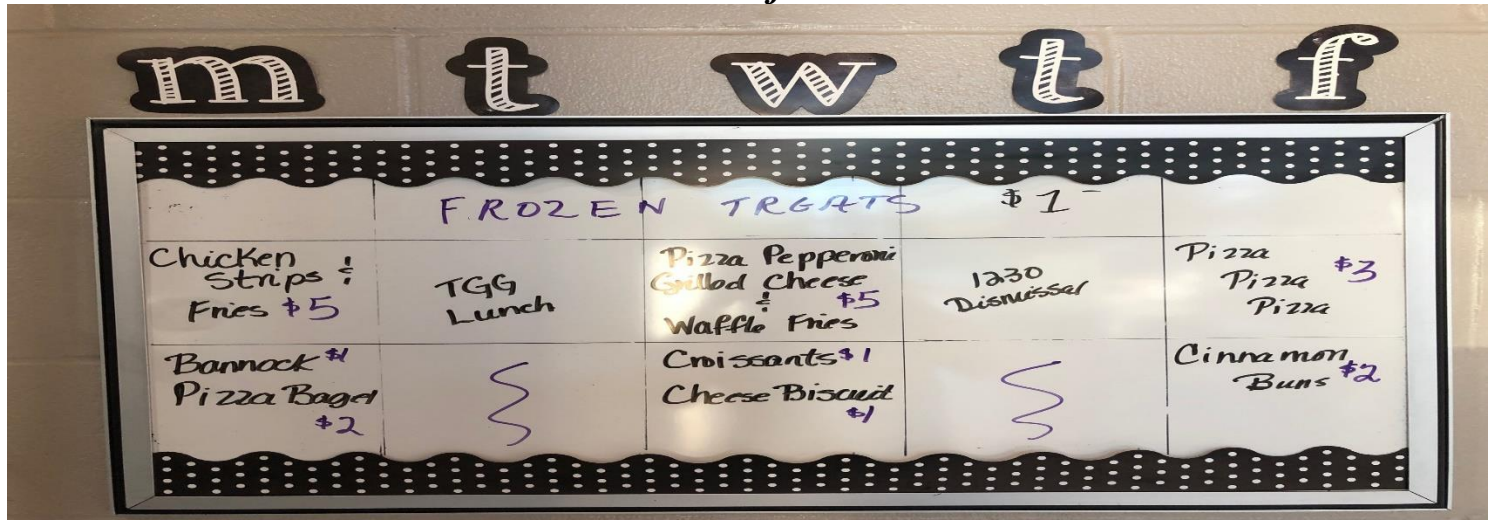 m t w t f
FROZEN TREATS $1-
Chicken
Strips &
Fries $5
TGG
Lunch
Pizza Pepperoni
Grilled Cheese
& $5
Waffle Fries
1230
Dismissal
Pizza
Pizza $3
Pizza
Bannock $1
Pizza Bagel
$2
Croissants $1
Cheese Biscuit
$1
Cinnamon
Buns $2